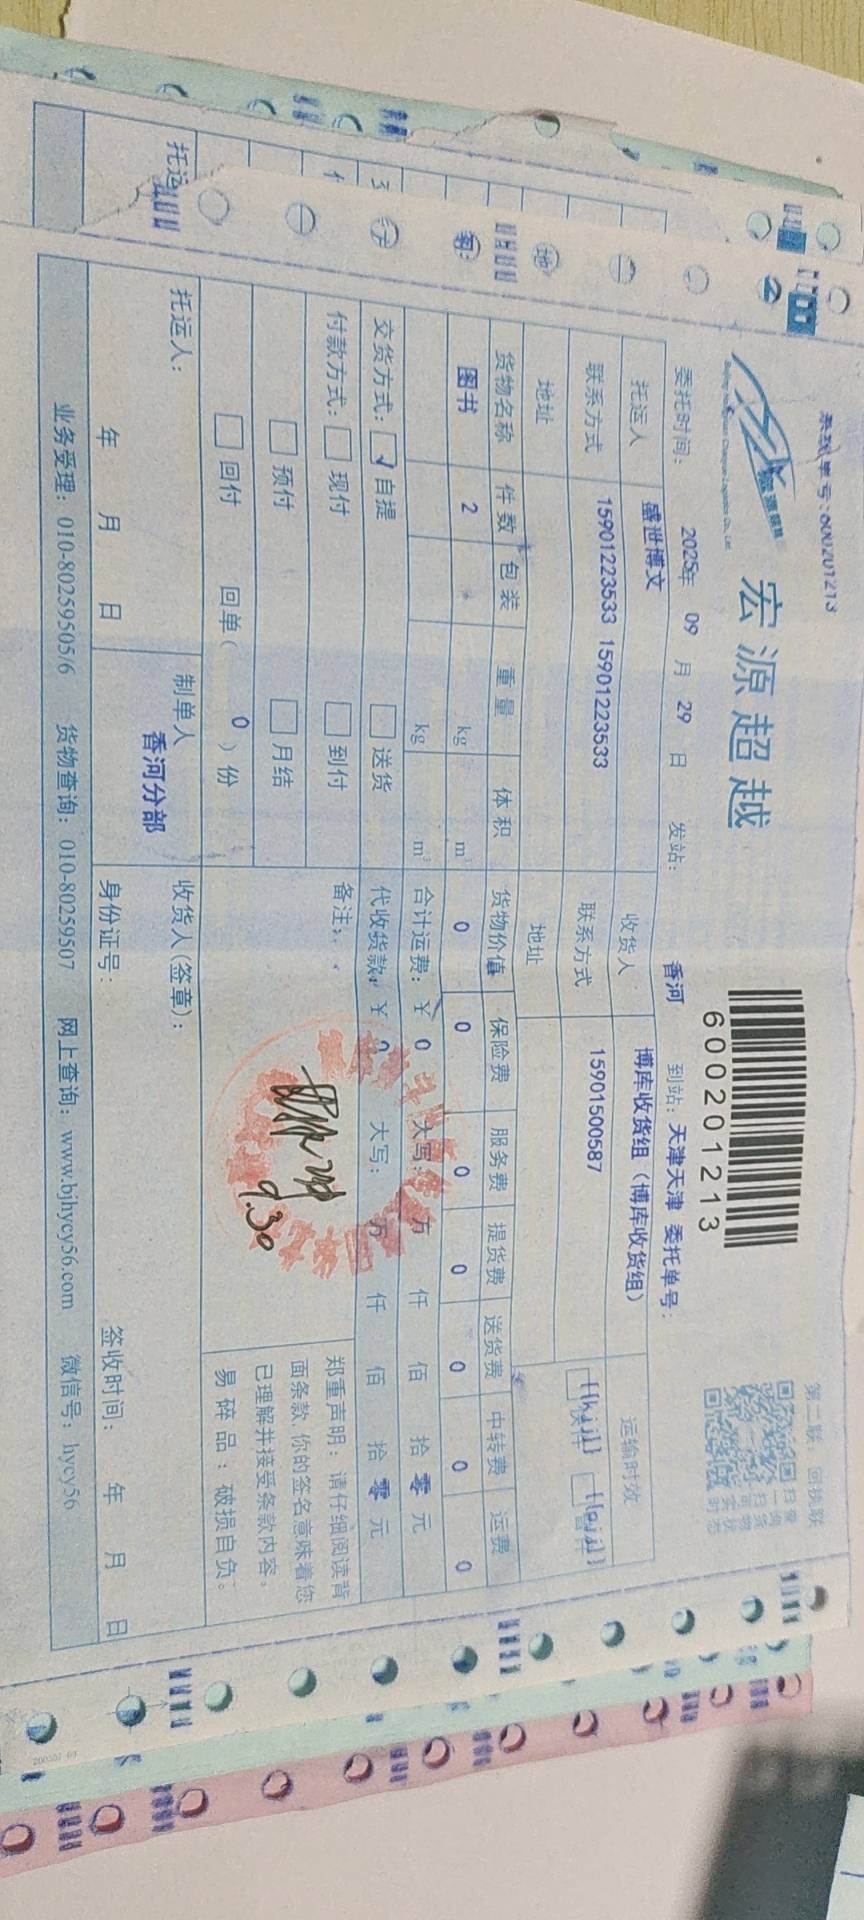 系统单号:600201213
第二联:回执联
宏源超越
600201213
委托时间: 2025年 09 月 29 日 发站: 香河 到站: 天津天津 委托单号:
托运人 盛世博文 收货人 博库收货组(博库收货组) 运输时效
联系方式 15901223533 15901223533 联系方式 15901500587
地址 地址
货物名称 件数 包装 重量 体积 货物价值 保险费 服务费 提货费 送货费 中转费 运费
图书 2 kg m³ 0 0 0 0 0 0 0
kg m³ 合计运费: ¥ 0 大写: 万 仟 佰 拾 零 元
交货方式: ☑ 自提 □ 送货 代收货款: ¥ 0 大写: 万 仟 佰 拾 零 元
付款方式: □ 现付 □ 到付 备注:
□ 预付 □ 月结
□ 回付 回单( 0 )份
9.30
郑重声明:请仔细阅读背
面条款,你的签名意味着您
已理解并接受条款内容。
易碎品:破损自负。
托运人: 制单人 收货人(签章):
香河分部
年 月 日 身份证号: 签收时间: 年 月 日
业务受理: 010-80259505/6 货物查询: 010-80259507 网上查询: www.bjhycy56.com 微信号: hycy56